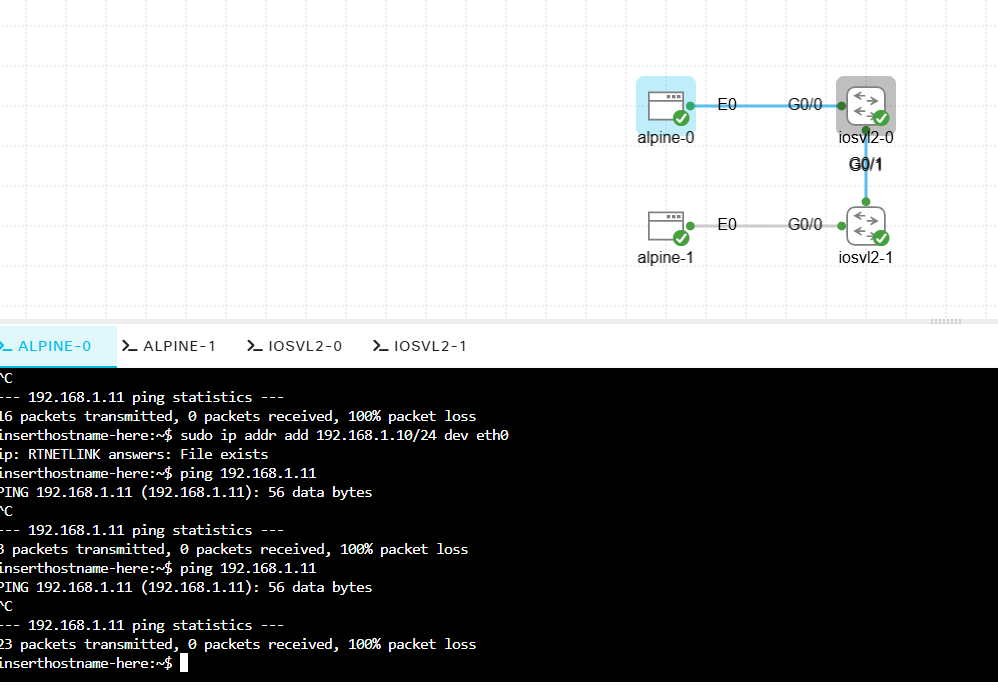 E0 G0/0
alpine-0 iosvl2-0
G0/1
E0 G0/0
alpine-1 iosvl2-1
ALPINE-0 ALPINE-1 IOSVL2-0 IOSVL2-1
^C
--- 192.168.1.11 ping statistics ---
16 packets transmitted, 0 packets received, 100% packet loss
inserthostname-here:~$ sudo ip addr add 192.168.1.10/24 dev eth0
ip: RTNETLINK answers: File exists
inserthostname-here:~$ ping 192.168.1.11
PING 192.168.1.11 (192.168.1.11): 56 data bytes
^C
--- 192.168.1.11 ping statistics ---
3 packets transmitted, 0 packets received, 100% packet loss
inserthostname-here:~$ ping 192.168.1.11
PING 192.168.1.11 (192.168.1.11): 56 data bytes
^C
--- 192.168.1.11 ping statistics ---
23 packets transmitted, 0 packets received, 100% packet loss
inserthostname-here:~$